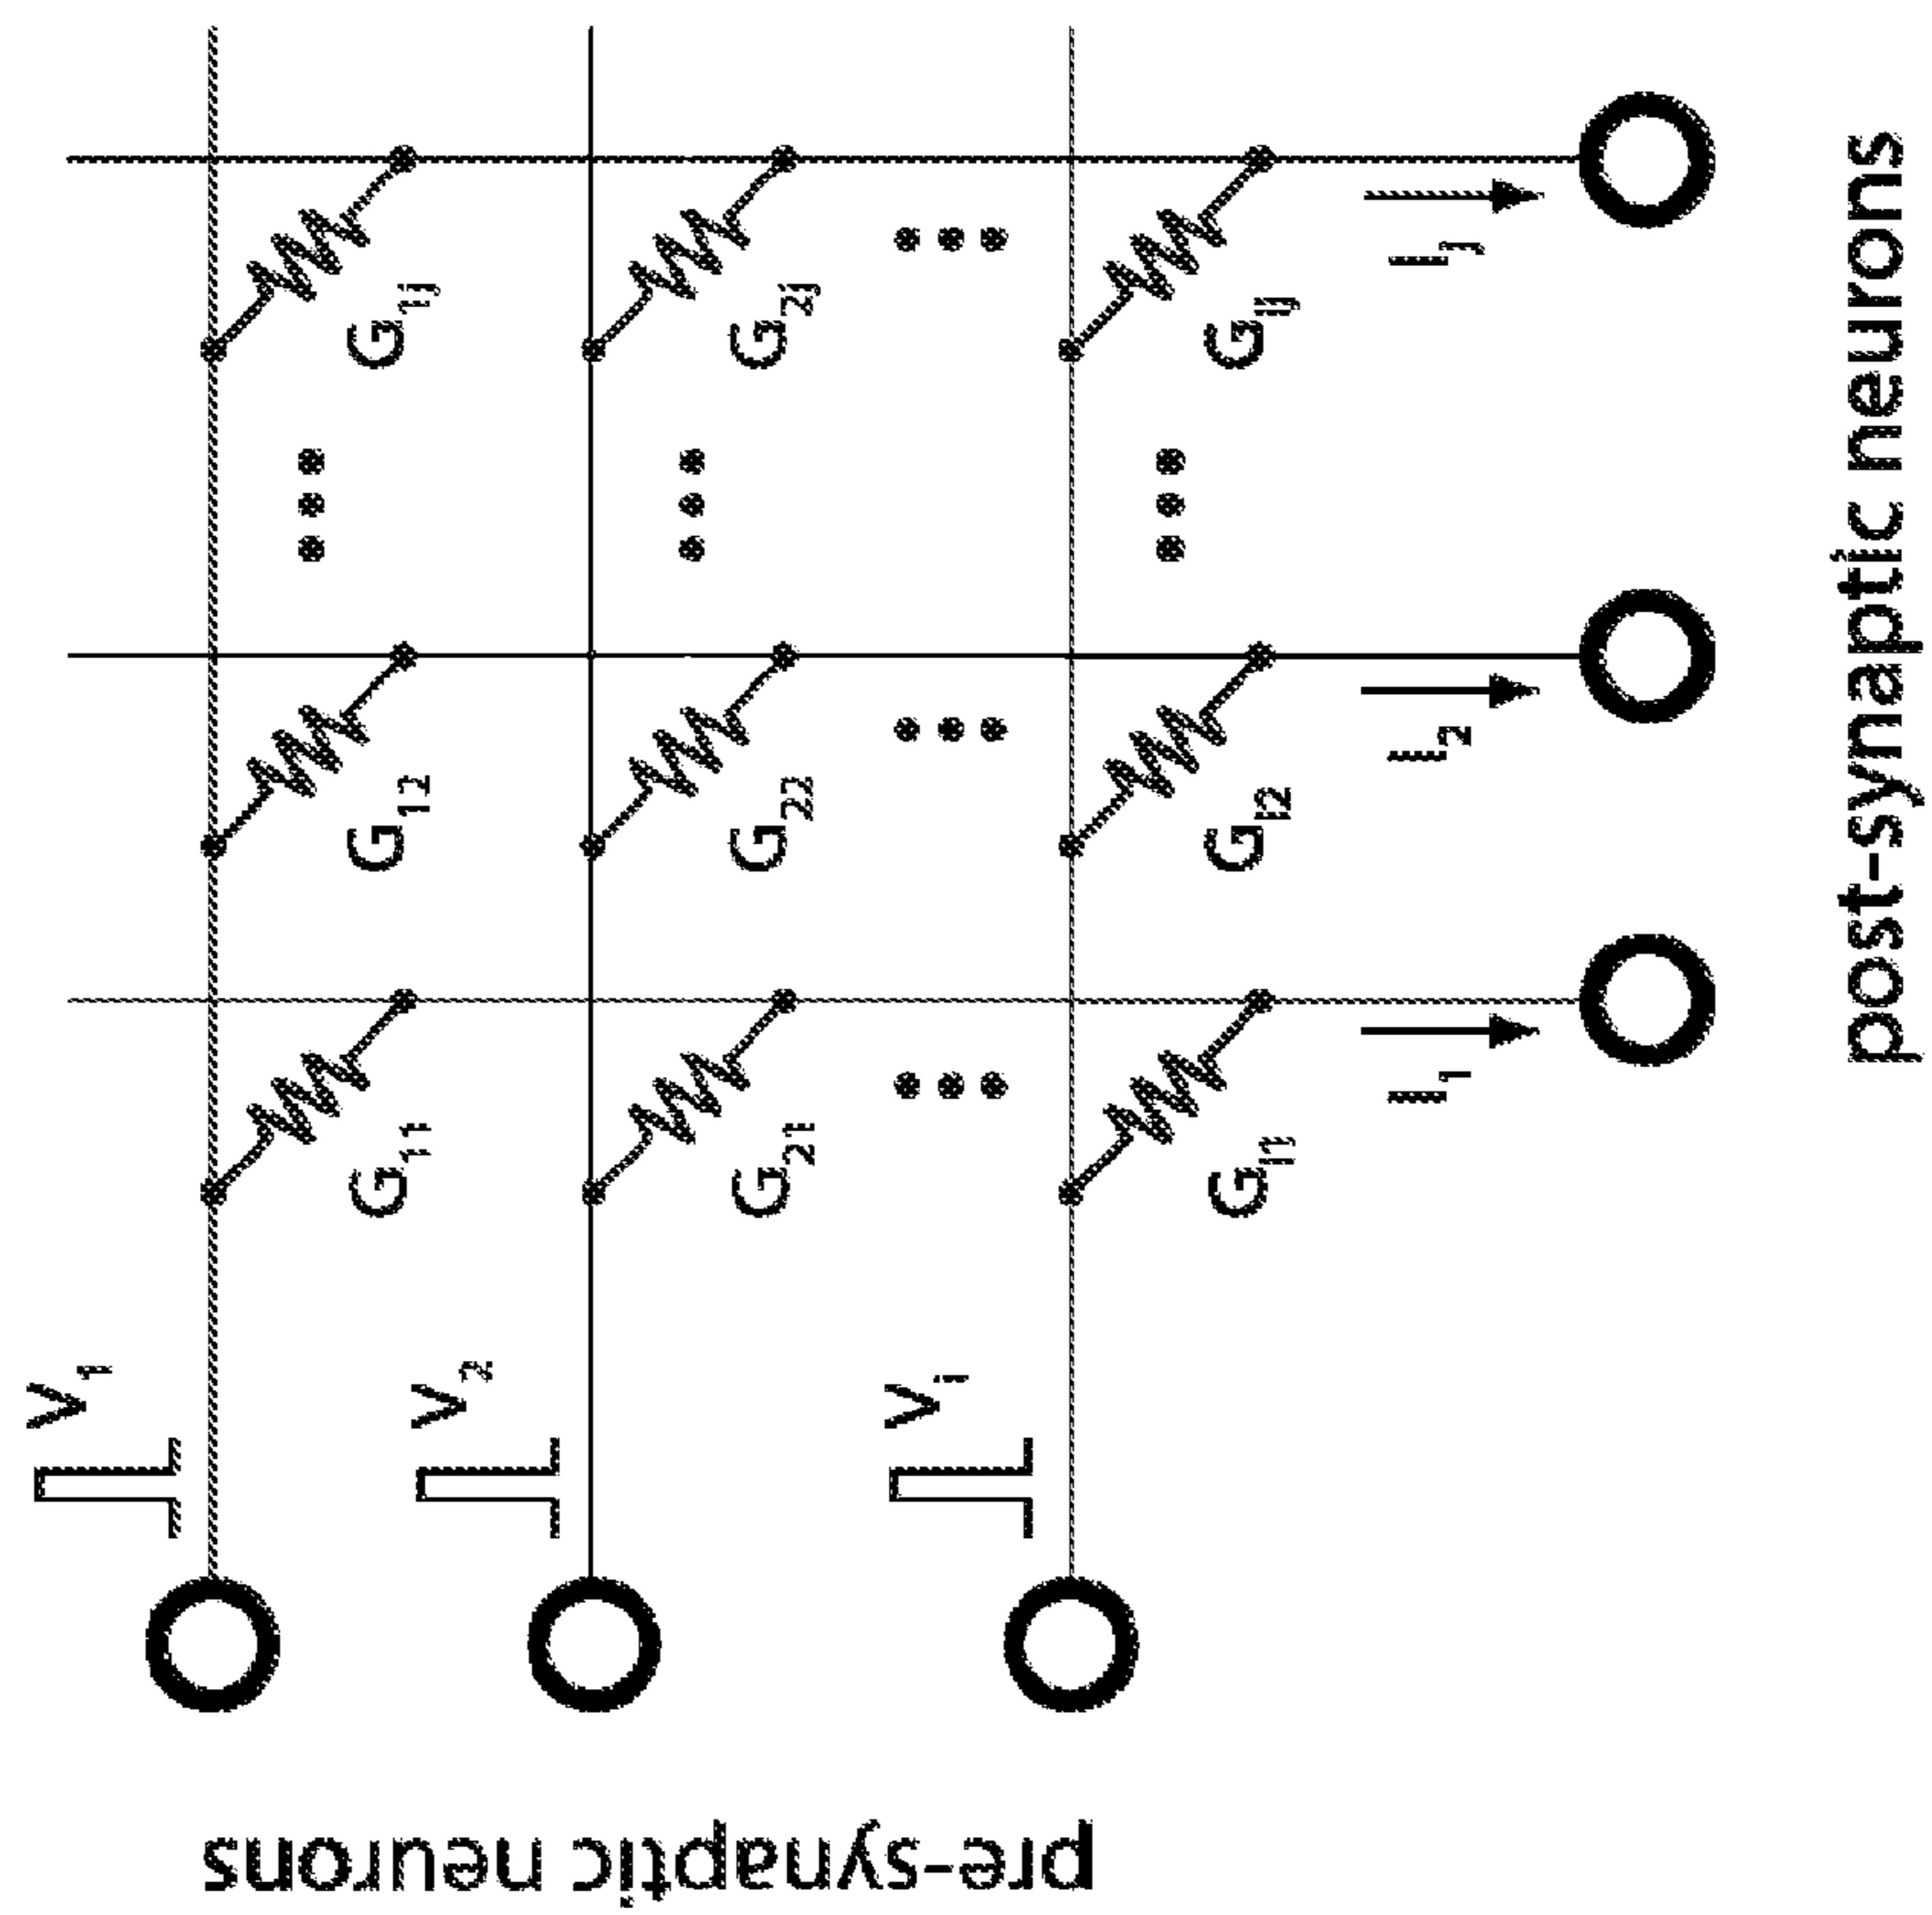 V1
G11
G12
G1j
V2
G21
G22
G2j
Vi
Gi1
Gi2
Gij
I1
I2
Ij
pre-synaptic neurons
post-synaptic neurons